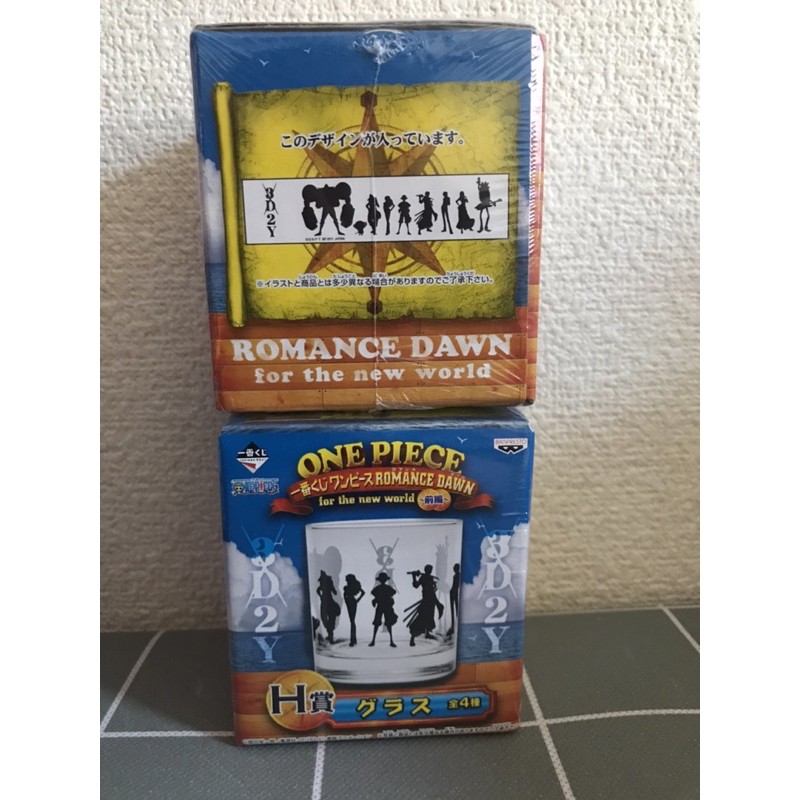 このデザインが入っています。
3D2Y
※イラストと商品とは多少異なる場合がありますのでご了承下さい。
ROMANCE DAWN
for the new world
一番くじ
BANPRESTO
ONE PIECE
一番くじ ワンピース ROMANCE DAWN
for the new world ~前編~
3D2Y
3D2Y
H賞 グラス 全4種